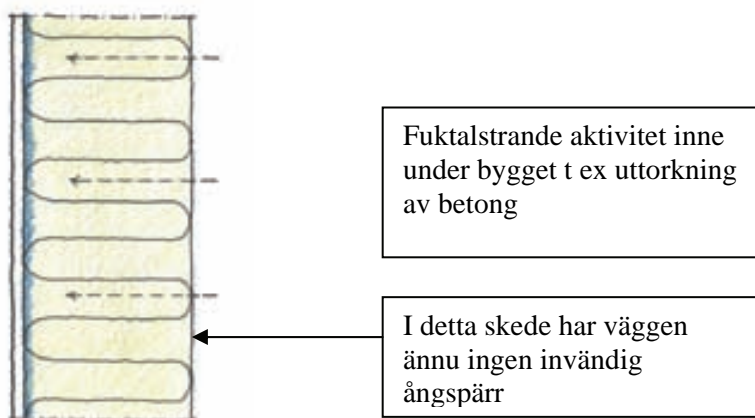 Fuktalstrande aktivitet inne
under bygget t ex uttorkning
av betong
I detta skede har väggen
ännu ingen invändig
ångspärr